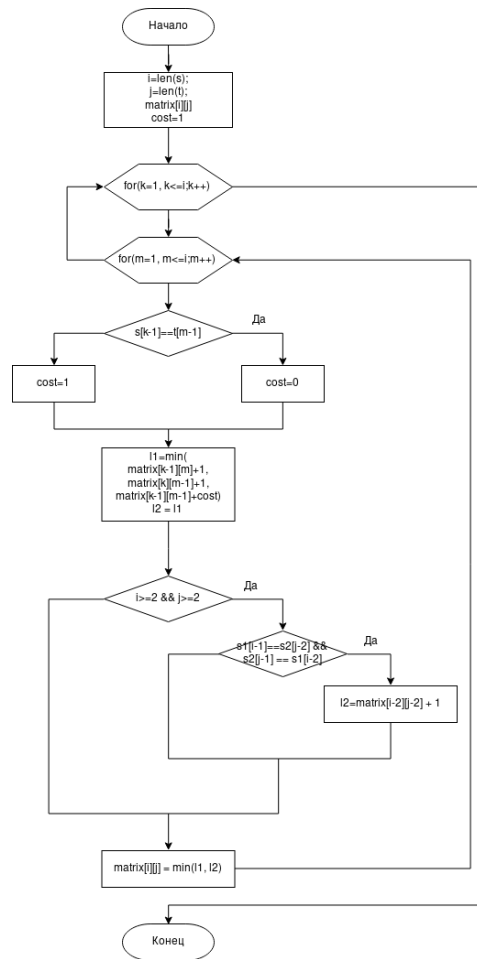 Начало
i=len(s);
j=len(t);
matrix[i][j]
cost=1
for(k=1, k<=i;k++)
for(m=1, m<=i;m++)
Да
s[k-1]==t[m-1]
cost=1
cost=0
l1=min(
matrix[k-1][m]+1,
matrix[k][m-1]+1,
matrix[k-1][m-1]+cost)
l2 = l1
Да
i>=2 && j>=2
Да
s1[i-1]==s2[j-2] &&
s2[j-1] == s1[i-2]
l2=matrix[i-2][j-2] + 1
matrix[i][j] = min(l1, l2)
Конец